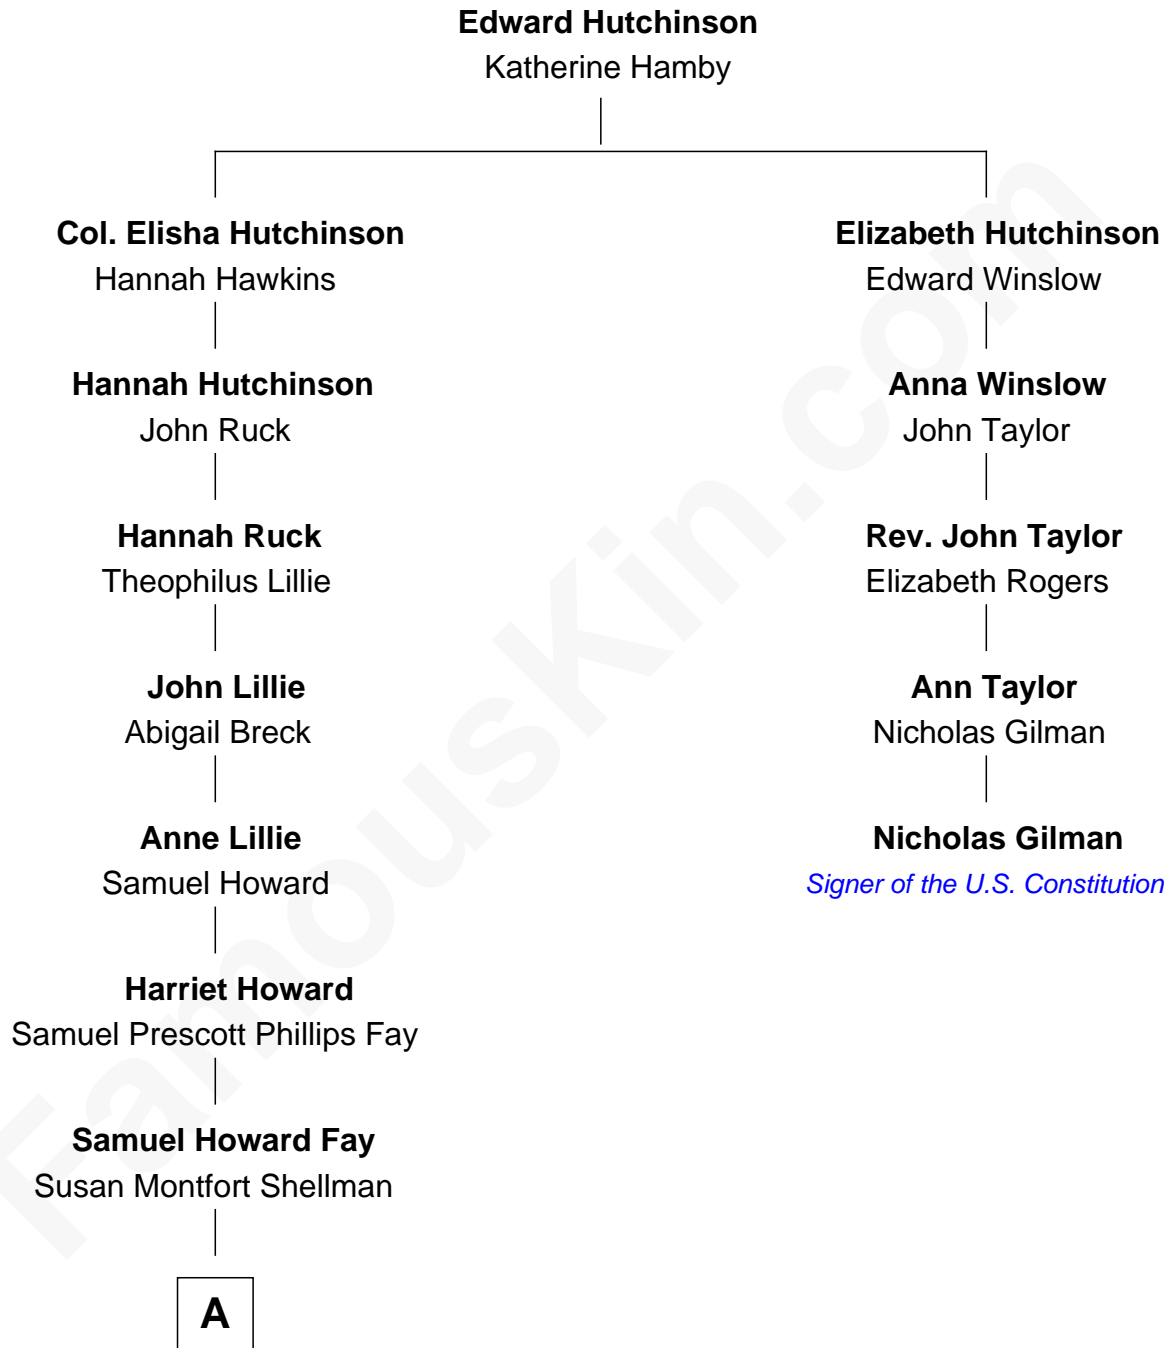 Edward Hutchinson
Katherine Hamby
Col. Elisha Hutchinson
Hannah Hawkins
Elizabeth Hutchinson
Edward Winslow
Hannah Hutchinson
John Ruck
Anna Winslow
John Taylor
Hannah Ruck
Theophilus Lillie
Rev. John Taylor
Elizabeth Rogers
John Lillie
Abigail Breck
Ann Taylor
Nicholas Gilman
Anne Lillie
Samuel Howard
Nicholas Gilman
Signer of the U.S. Constitution
Harriet Howard
Samuel Prescott Phillips Fay
Samuel Howard Fay
Susan Montfort Shellman
A
FamousKin.com